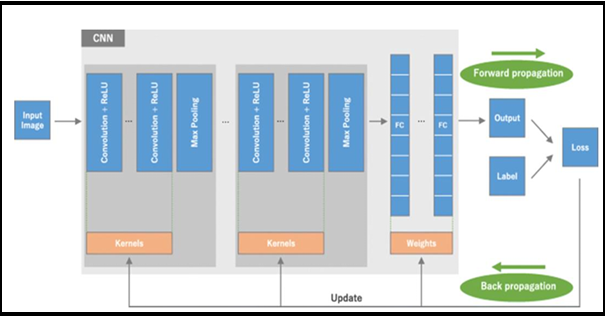 CNN
Forward propagation
Input
Image
Convolution + ReLU
...
Convolution + ReLU
Max Pooling
...
Convolution + ReLU
...
Convolution + ReLU
Max Pooling
FC
...
FC
Output
Label
Loss
Kernels
Kernels
Weights
Back propagation
Update